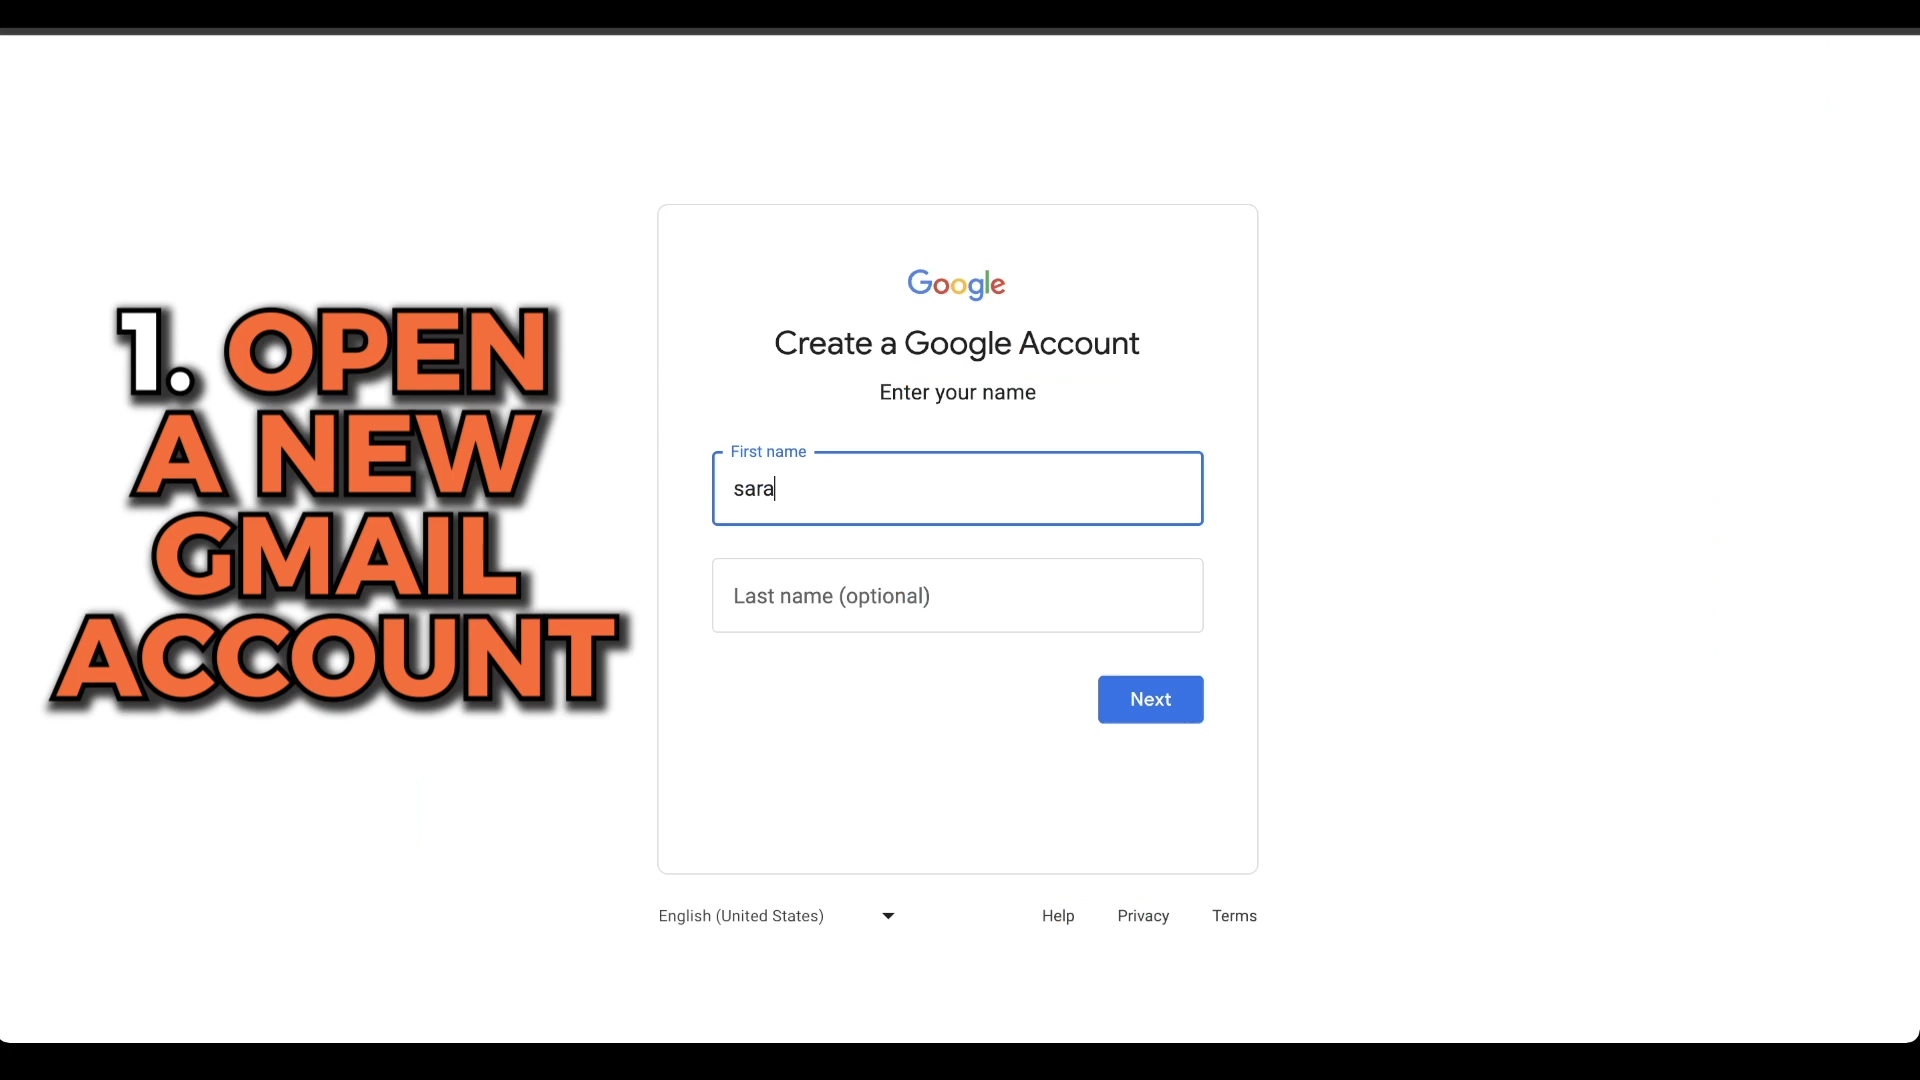 1. OPEN
A NEW
GMAIL
ACCOUNT
Google
Create a Google Account
Enter your name
First name
sara
Last name (optional)
Next
English (United States)
Help Privacy Terms